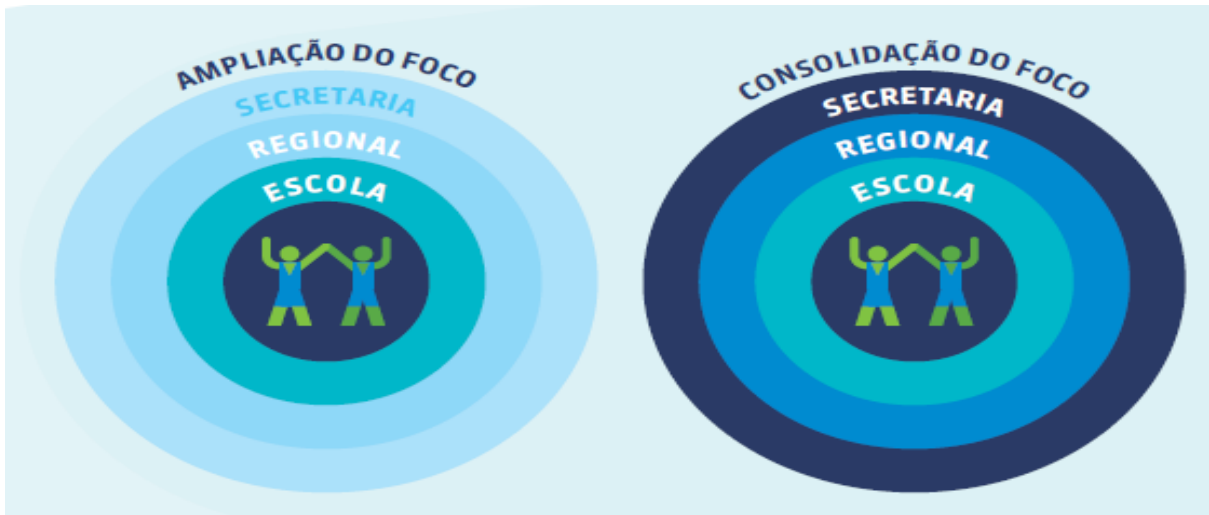 AMPLIAÇÃO DO FOCO
SECRETARIA
REGIONAL
ESCOLA
CONSOLIDAÇÃO DO FOCO
SECRETARIA
REGIONAL
ESCOLA